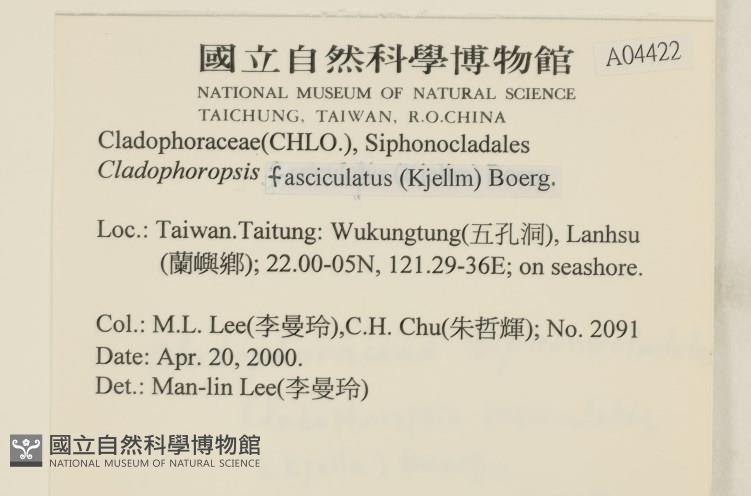 國立自然科學博物館
A04422
NATIONAL MUSEUM OF NATURAL SCIENCE
TAICHUNG, TAIWAN, R.O.CHINA
Cladophoraceae(CHLO.), Siphonocladales
Cladophoropsis fasciculatus (Kjellm) Boerg.
Loc.: Taiwan.Taitung: Wukungtung(五孔洞), Lanhsu
(蘭嶼鄉); 22.00-05N, 121.29-36E; on seashore.
Col.: M.L. Lee(李曼玲),C.H. Chu(朱哲輝); No. 2091
Date: Apr. 20, 2000.
Det.: Man-lin Lee(李曼玲)
國立自然科學博物館
NATIONAL MUSEUM OF NATURAL SCIENCE